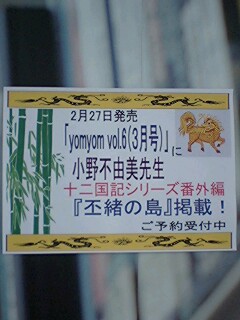 2月27日発売
「yomyom vol.6(3月号)」に
小野不由美先生
十二国記シリーズ番外編
『丕緒の島』掲載！
ご予約受付中